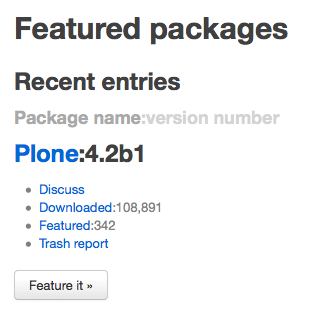 Featured packages
Recent entries
Package name:version number
Plone:4.2b1
Discuss
Downloaded:108,891
Featured:342
Trash report
Feature it »